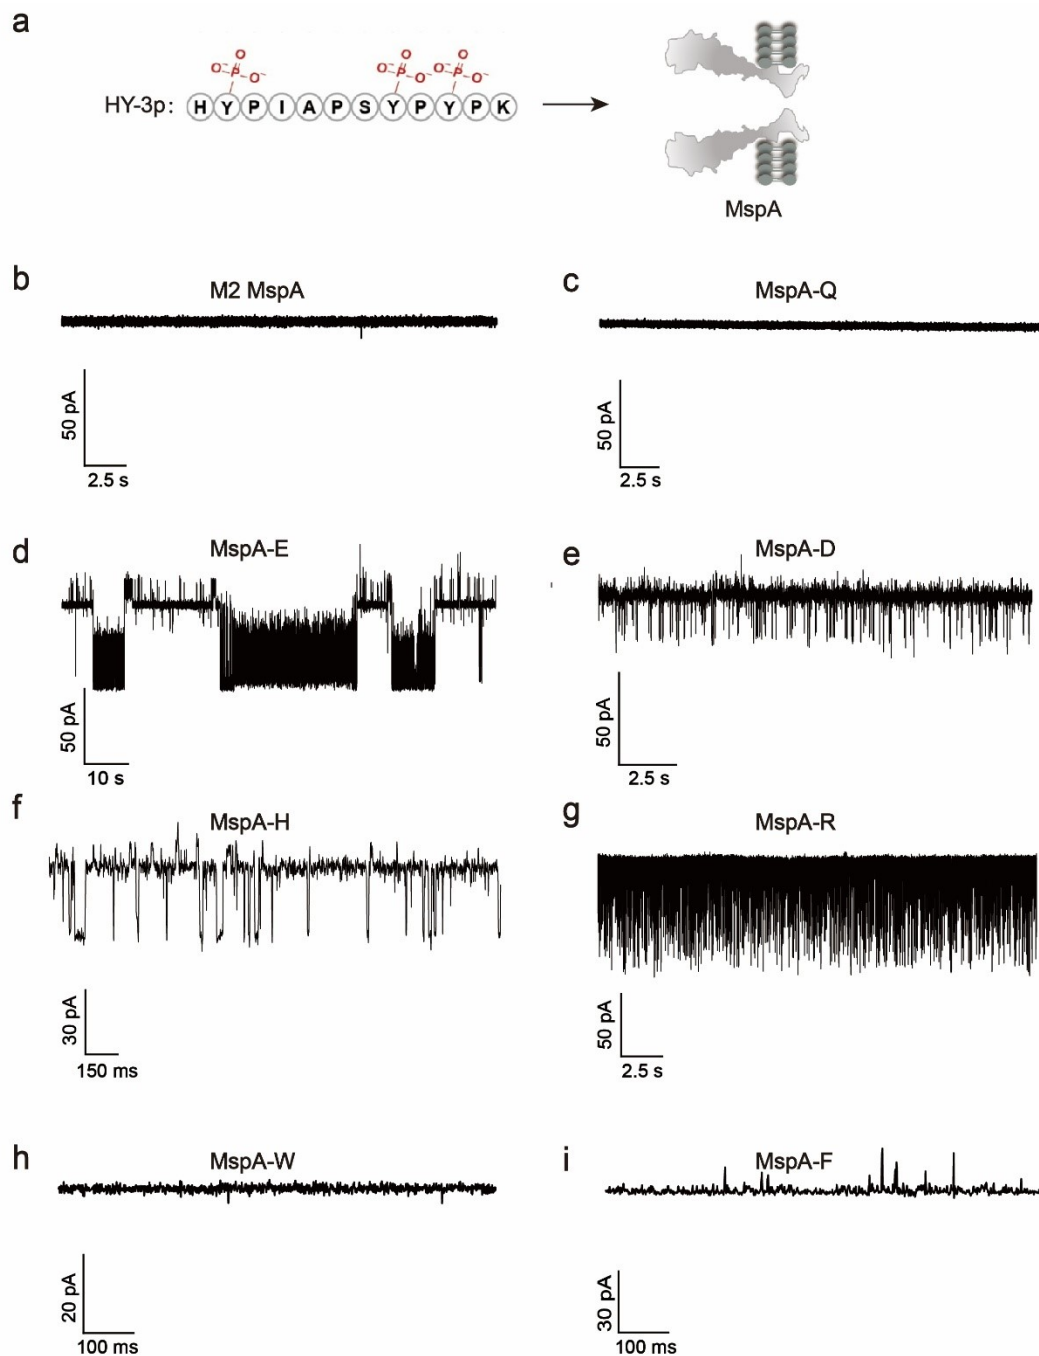 a
O
O⁻ P O⁻
O
O⁻ P O⁻
O
O⁻ P O⁻
HY-3p: H Y P I A P S Y P Y P K
MspA
b
M2 MspA
50 pA
2.5 s
c
MspA-Q
50 pA
2.5 s
d
MspA-E
50 pA
10 s
e
MspA-D
50 pA
2.5 s
f
MspA-H
30 pA
150 ms
g
MspA-R
50 pA
2.5 s
h
MspA-W
20 pA
100 ms
i
MspA-F
30 pA
100 ms